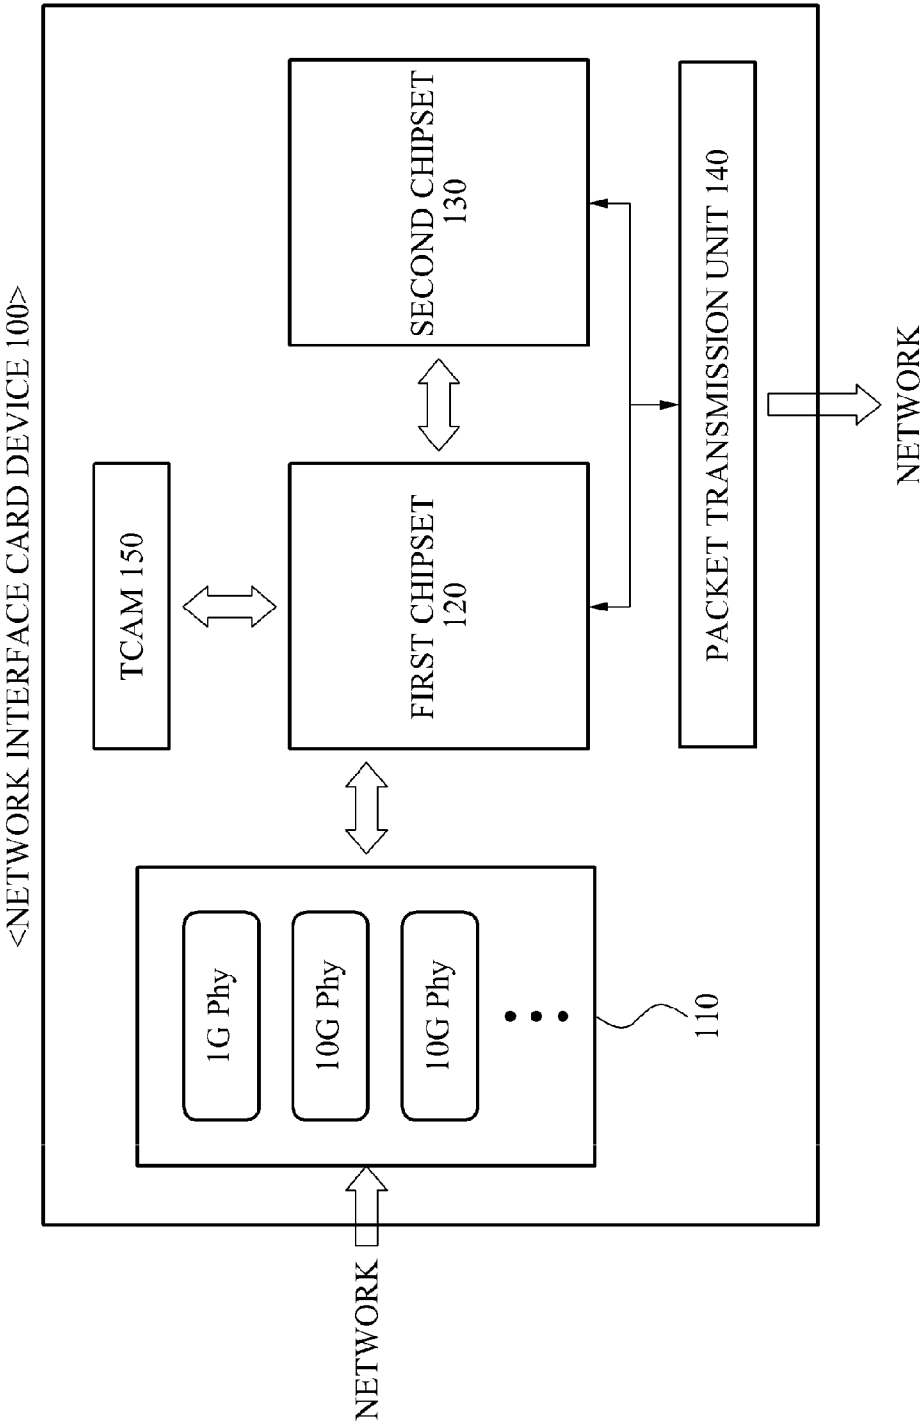 <NETWORK INTERFACE CARD DEVICE 100>
NETWORK
1G Phy
10G Phy
10G Phy
110
TCAM 150
FIRST CHIPSET
120
SECOND CHIPSET
130
PACKET TRANSMISSION UNIT 140
NETWORK